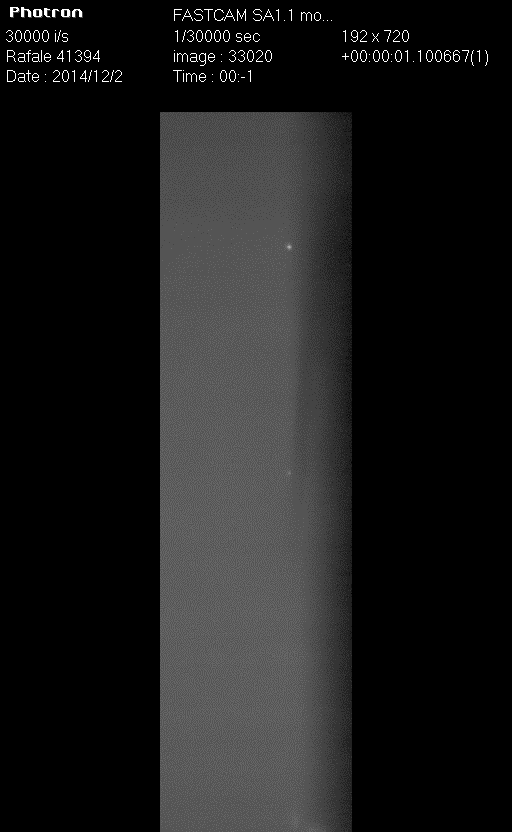 Photron FASTCAM SA1.1 mo...
30000 i/s 1/30000 sec 192 x 720
Rafale 41394 image : 33020 +00:00:01.100667(1)
Date : 2014/12/2 Time : 00:-1